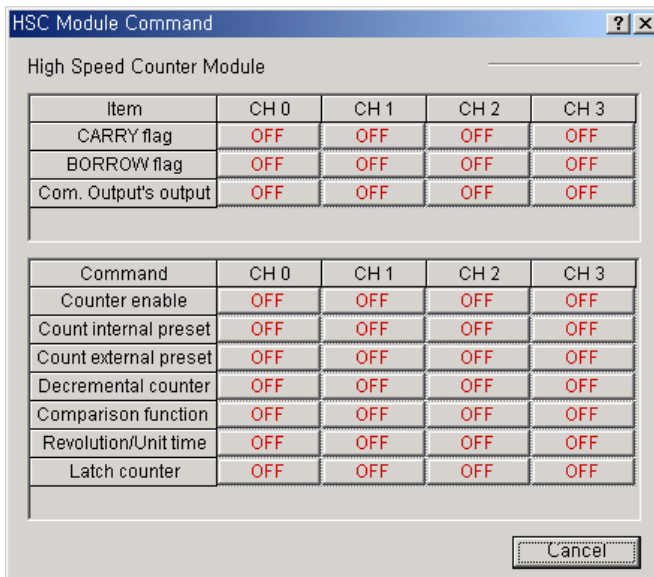 HSC Module Command
High Speed Counter Module
Item CH 0 CH 1 CH 2 CH 3
CARRY flag OFF OFF OFF OFF
BORROW flag OFF OFF OFF OFF
Com. Output's output OFF OFF OFF OFF
Command CH 0 CH 1 CH 2 CH 3
Counter enable OFF OFF OFF OFF
Count internal preset OFF OFF OFF OFF
Count external preset OFF OFF OFF OFF
Decremental counter OFF OFF OFF OFF
Comparison function OFF OFF OFF OFF
Revolution/Unit time OFF OFF OFF OFF
Latch counter OFF OFF OFF OFF
Cancel